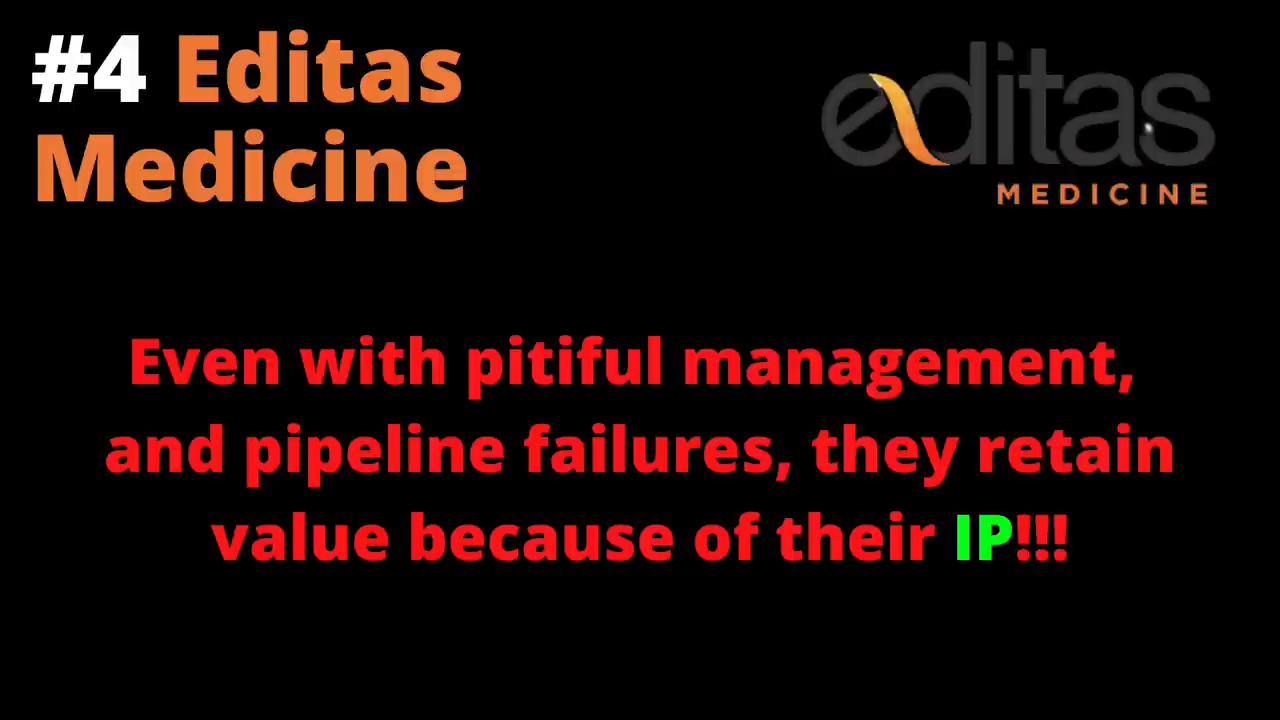 #4 Editas
Medicine
editas
MEDICINE
Even with pitiful management,
and pipeline failures, they retain
value because of their IP!!!